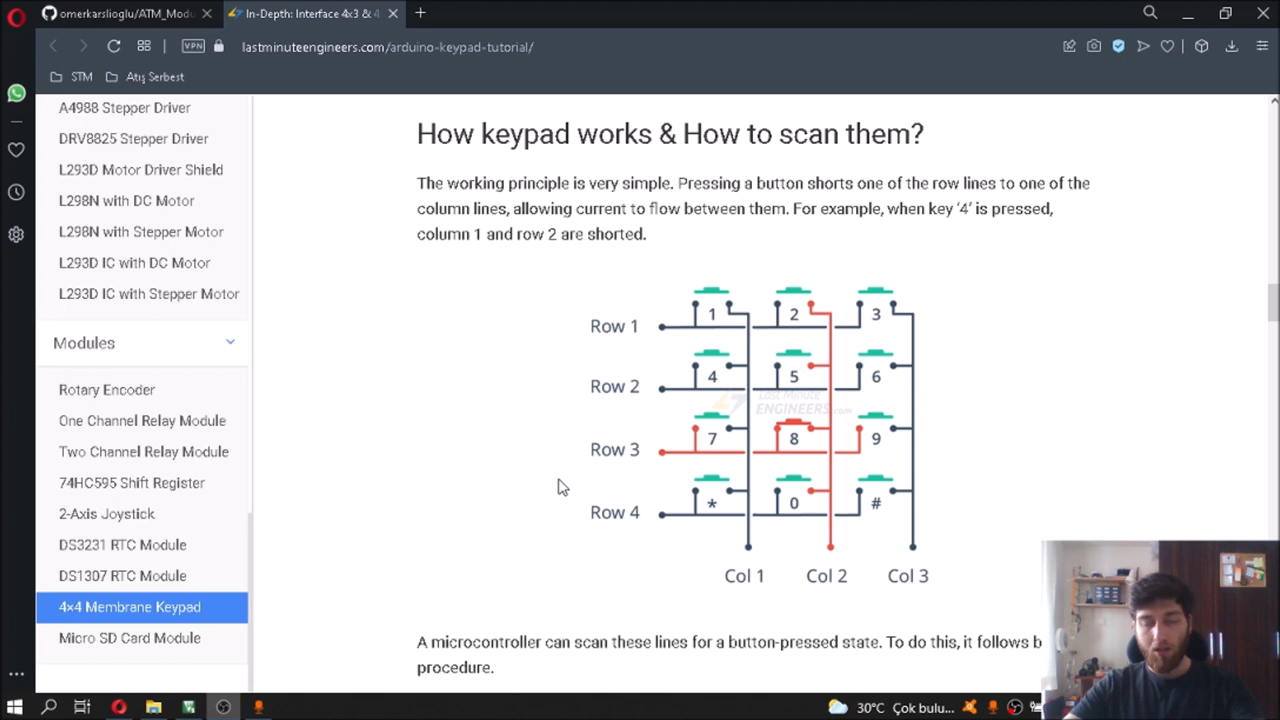 omerkarslioglu/ATM_Modu
In-Depth: Interface 4x3 & 4
VPN
lastminuteengineers.com/arduino-keypad-tutorial/
STM
Atış Serbest
A4988 Stepper Driver
DRV8825 Stepper Driver
L293D Motor Driver Shield
L298N with DC Motor
L298N with Stepper Motor
L293D IC with DC Motor
L293D IC with Stepper Motor
Modules
Rotary Encoder
One Channel Relay Module
Two Channel Relay Module
74HC595 Shift Register
2-Axis Joystick
DS3231 RTC Module
DS1307 RTC Module
4×4 Membrane Keypad
Micro SD Card Module
How keypad works & How to scan them?
The working principle is very simple. Pressing a button shorts one of the row lines to one of the
column lines, allowing current to flow between them. For example, when key ‘4’ is pressed,
column 1 and row 2 are shorted.
Row 1
1
2
3
Row 2
4
5
6
Last Minute
ENGINEERS.com
Row 3
7
8
9
Row 4
*
0
#
Col 1
Col 2
Col 3
A microcontroller can scan these lines for a button-pressed state. To do this, it follows b
procedure.
30°C Çok bulu...